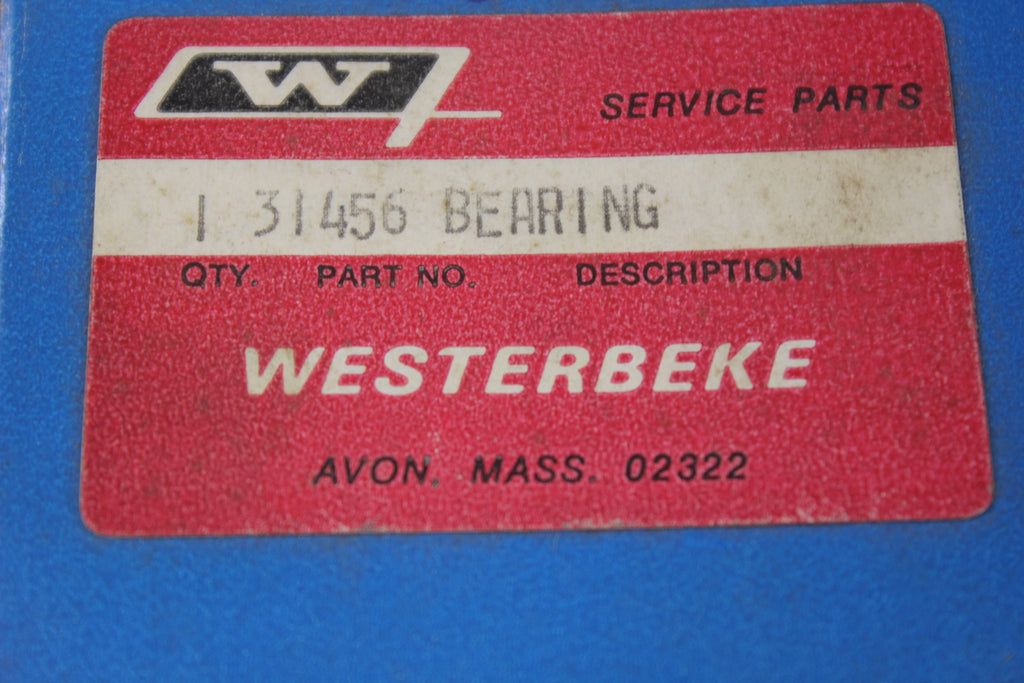 W
SERVICE PARTS
1 31456 BEARING
QTY. PART NO. DESCRIPTION
WESTERBEKE
AVON, MASS. 02322